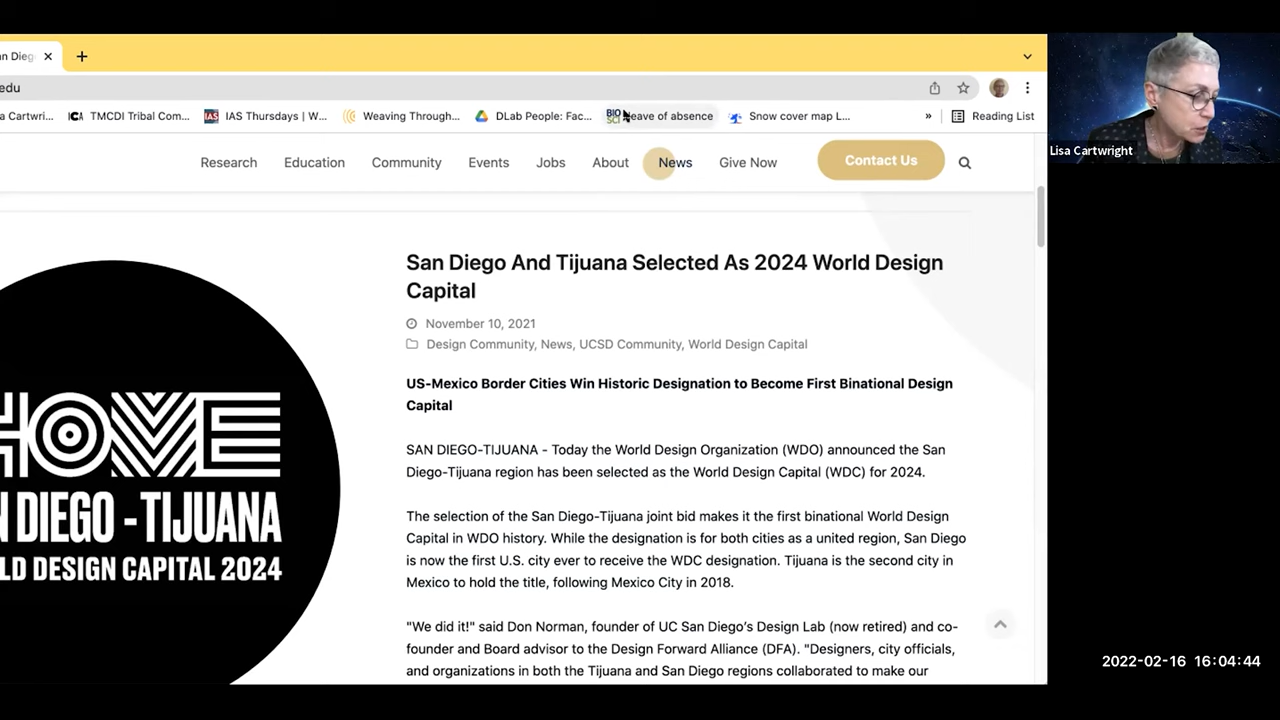 an Dieg
edu
a Cartwri...
TMCDI Tribal Com...
IAS
IAS Thursdays | W...
Weaving Through...
DLab People: Fac...
BIO SCI
eave of absence
Snow cover map L...
»
Reading List
Lisa Cartwright
Research
Education
Community
Events
Jobs
About
News
Give Now
Contact Us
San Diego And Tijuana Selected As 2024 World Design
Capital
November 10, 2021
Design Community, News, UCSD Community, World Design Capital
US-Mexico Border Cities Win Historic Designation to Become First Binational Design
Capital
SAN DIEGO-TIJUANA - Today the World Design Organization (WDO) announced the San
Diego-Tijuana region has been selected as the World Design Capital (WDC) for 2024.
The selection of the San Diego-Tijuana joint bid makes it the first binational World Design
Capital in WDO history. While the designation is for both cities as a united region, San Diego
is now the first U.S. city ever to receive the WDC designation. Tijuana is the second city in
Mexico to hold the title, following Mexico City in 2018.
"We did it!" said Don Norman, founder of UC San Diego’s Design Lab (now retired) and co-
founder and Board advisor to the Design Forward Alliance (DFA). "Designers, city officials,
and organizations in both the Tijuana and San Diego regions collaborated to make our
HOME
N DIEGO - TIJUANA
LD DESIGN CAPITAL 2024
2022-02-16 16:04:44